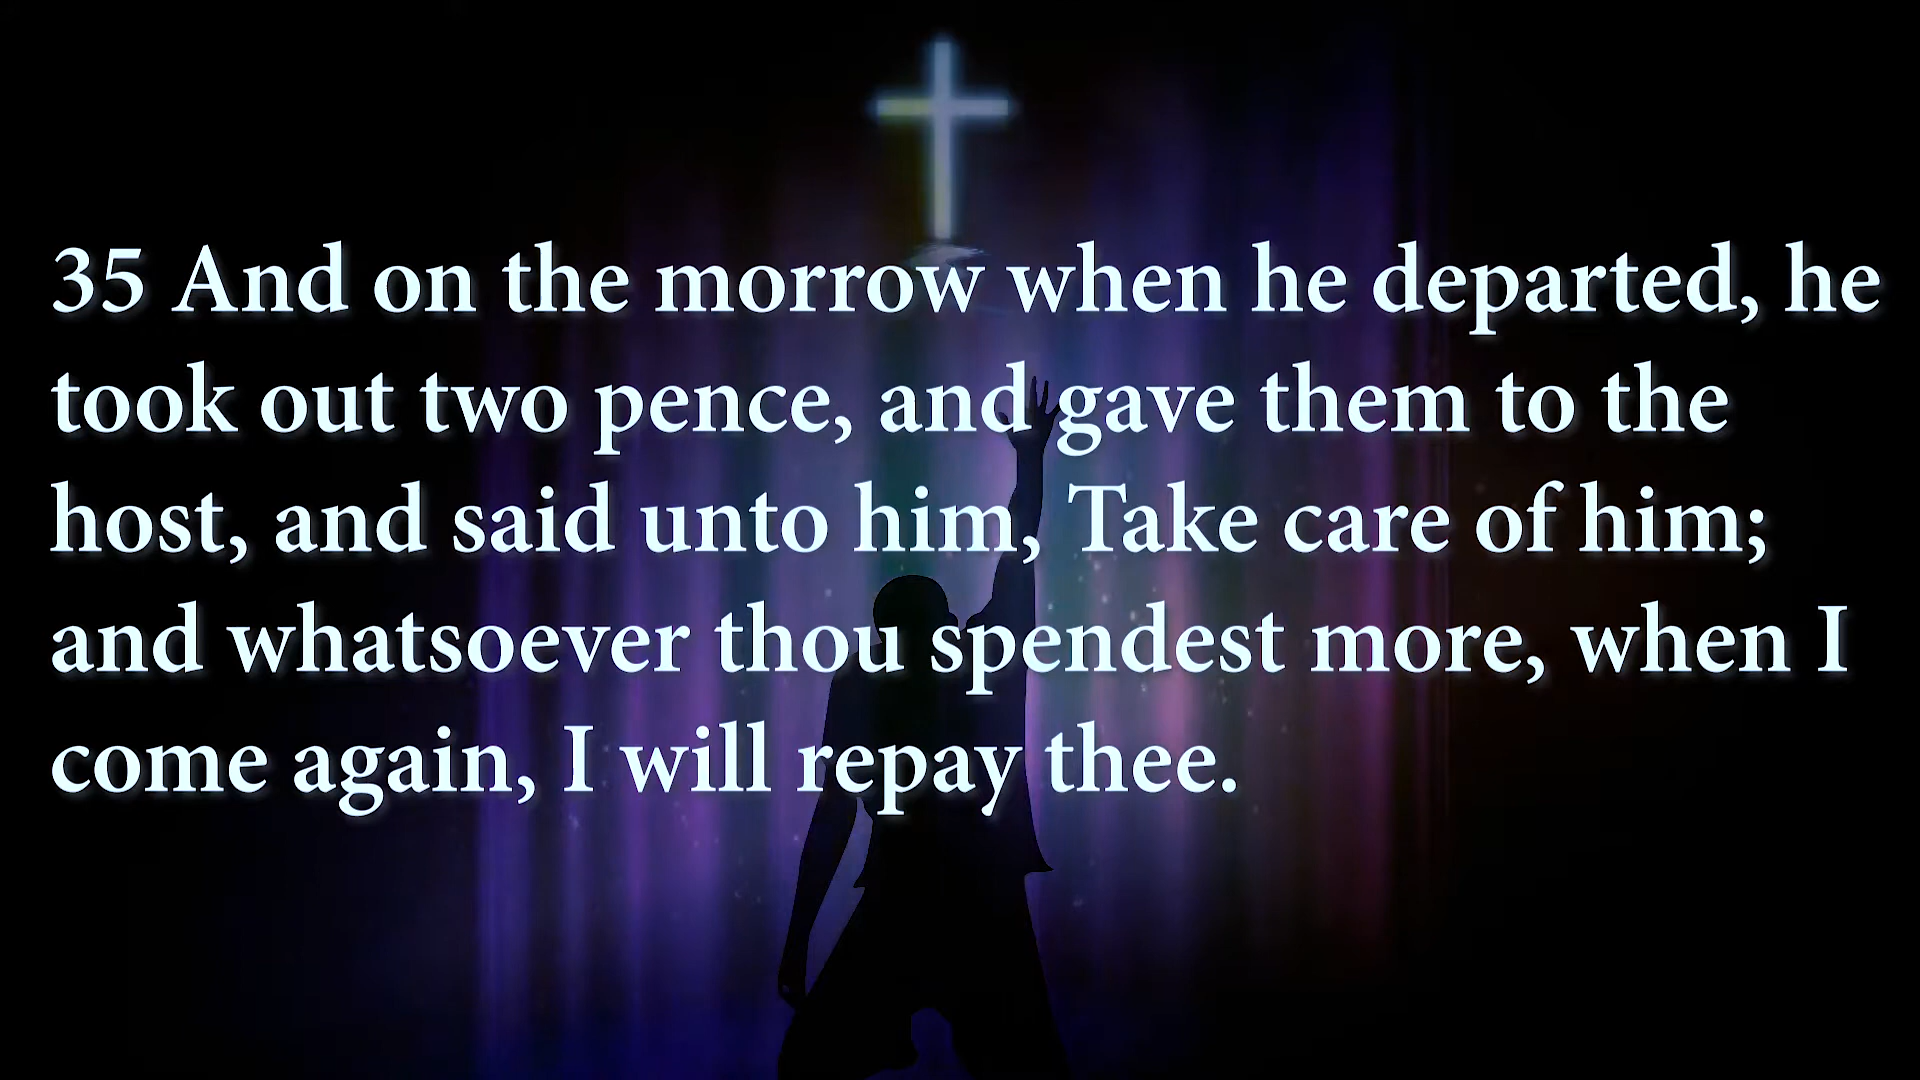 35 And on the morrow when he departed, he
took out two pence, and gave them to the
host, and said unto him, Take care of him;
and whatsoever thou spendest more, when I
come again, I will repay thee.